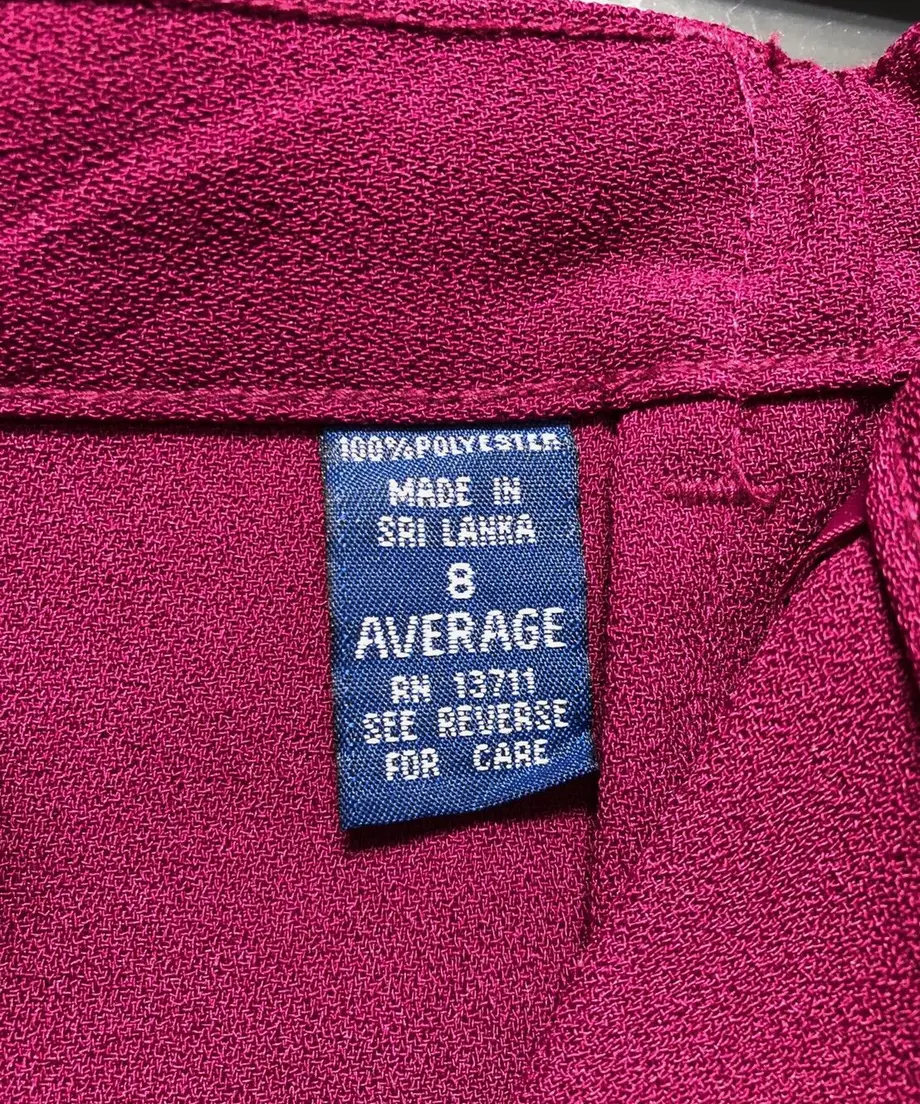 100% POLYESTER
MADE IN
SRI LANKA
8
AVERAGE
RN 13711
SEE REVERSE
FOR CARE